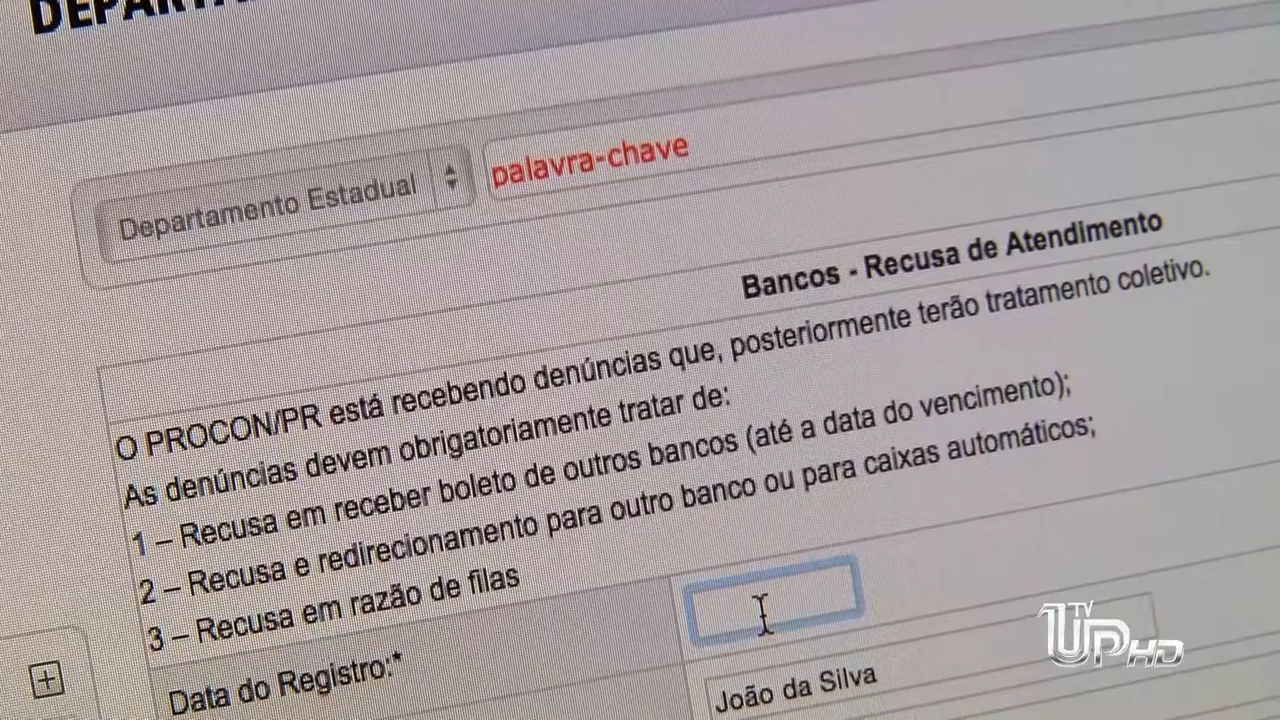 Departamento Estadual
palavra-chave
Bancos - Recusa de Atendimento
O PROCON/PR está recebendo denúncias que, posteriormente terão tratamento coletivo.
As denúncias devem obrigatoriamente tratar de:
1 – Recusa em receber boleto de outros bancos (até a data do vencimento);
2 – Recusa e redirecionamento para outro banco ou para caixas automáticos;
3 – Recusa em razão de filas
Data do Registro:*
João da Silva
TV
UP HD